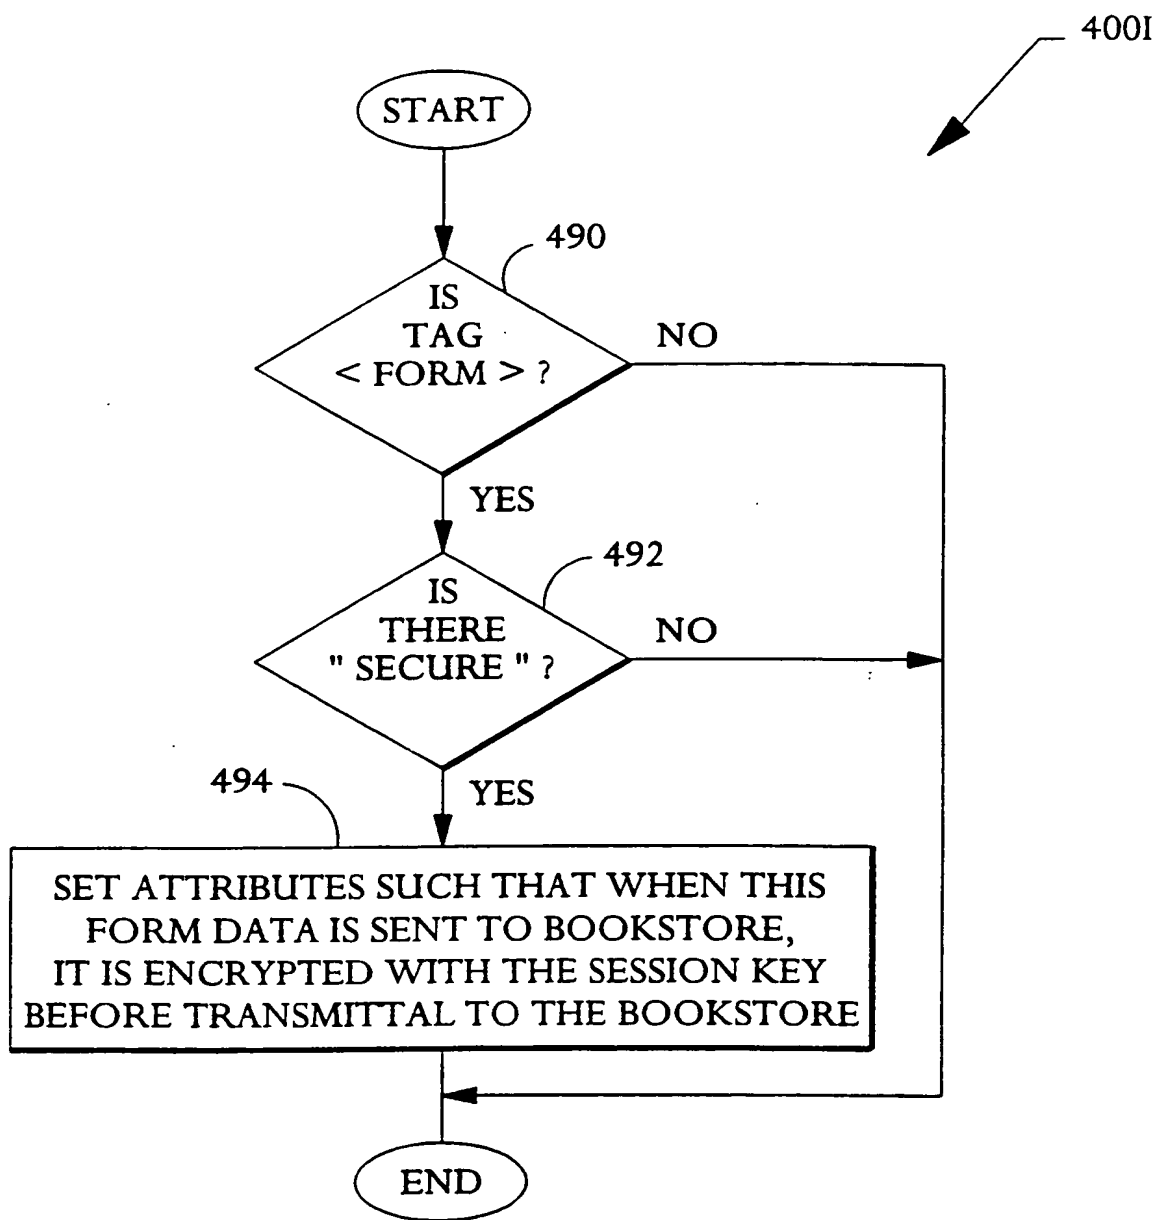 400I
START
490
IS
TAG
< FORM > ?
NO
YES
492
IS
THERE
" SECURE " ?
NO
YES
494
SET ATTRIBUTES SUCH THAT WHEN THIS
FORM DATA IS SENT TO BOOKSTORE,
IT IS ENCRYPTED WITH THE SESSION KEY
BEFORE TRANSMITTAL TO THE BOOKSTORE
END